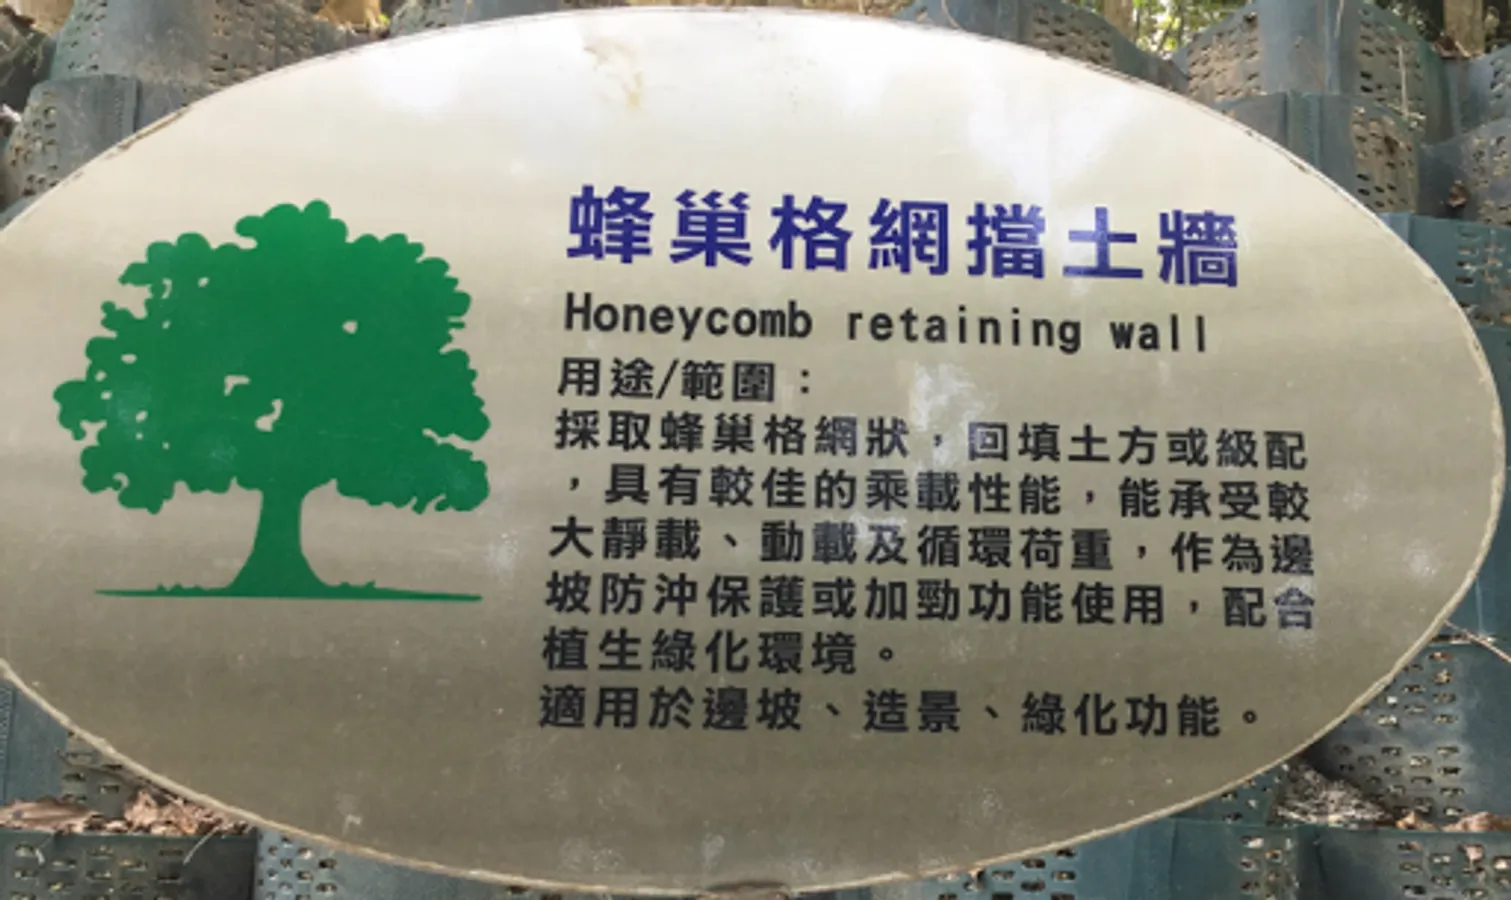 蜂巢格網擋土牆
Honeycomb retaining wall
用途/範圍：
採取蜂巢格網狀，回填土方或級配
，具有較佳的乘載性能，能承受較
大靜載、動載及循環荷重，作為邊
坡防沖保護或加勁功能使用，配合
植生綠化環境。
適用於邊坡、造景、綠化功能。